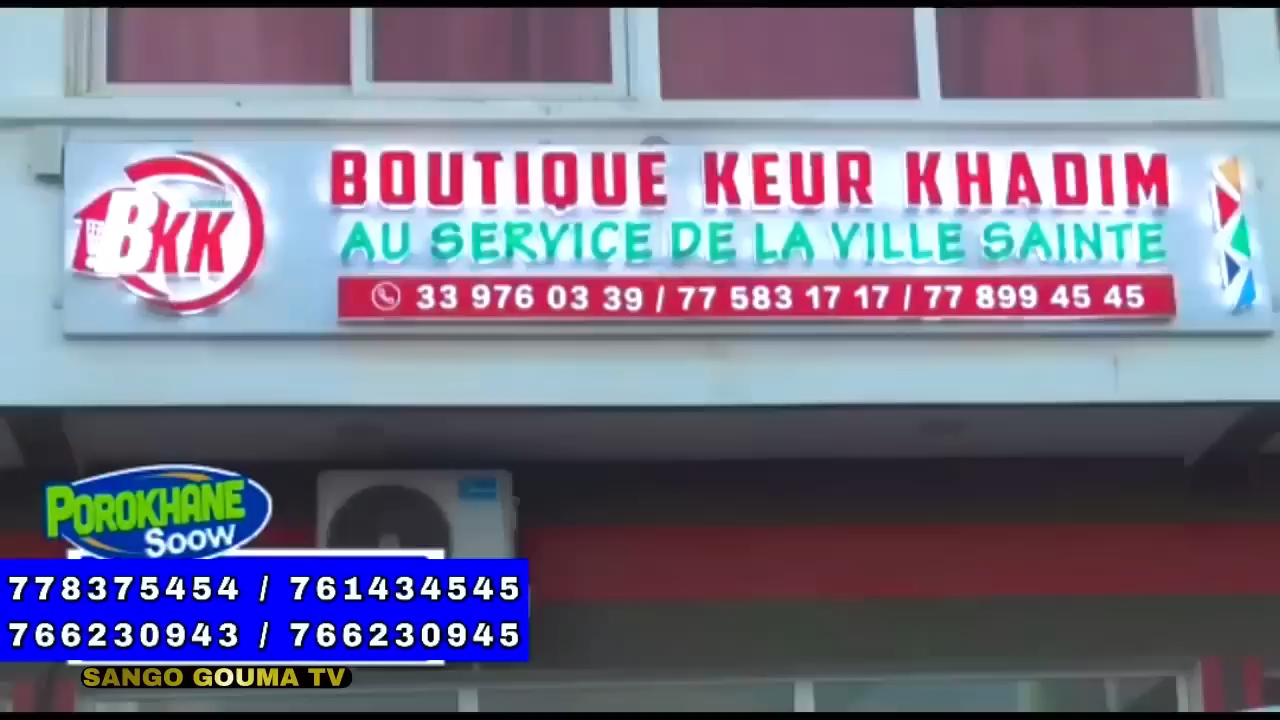 BOUTIQUE KEUR KHADIM
BKK
AU SERVICE DE LA VILLE SAINTE
33 976 03 39 / 77 583 17 17 / 77 899 45 45
POROKHANE
Soow
778375454 / 761434545
766230943 / 766230945
SANGO GOUMA TV